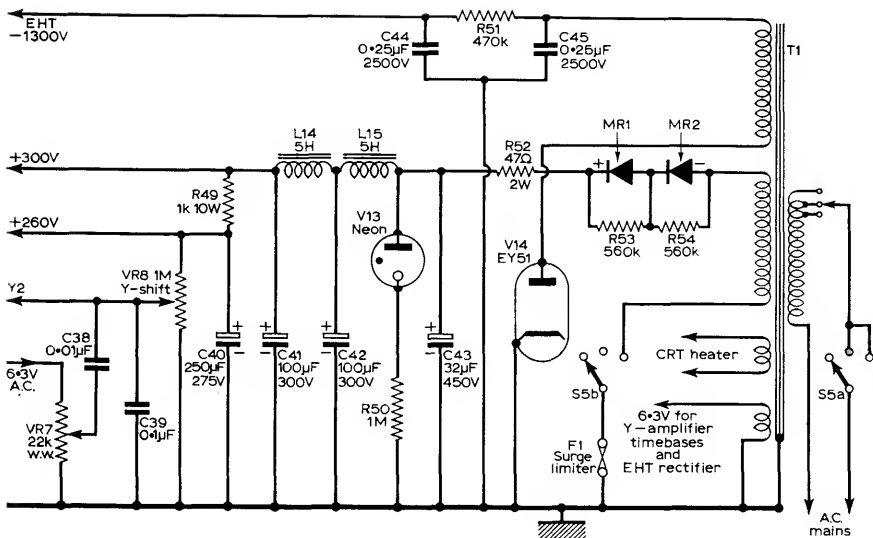 EHT
−1300V
C44
0·25µF
2500V
R51
470k
C45
0·25µF
2500V
T1
L14
5H
L15
5H
R52
47Ω
2W
MR1
MR2
+
−
+300V
R49
1k 10W
+260V
V13
Neon
R53
560k
R54
560k
V14
EY51
VR8 1M
Y-shift
Y2
C38
0·01µF
6·3V
A.C.
VR7
22k
W.W.
C39
0·1µF
+
−
C40
250µF
275V
+
−
C41
100µF
300V
+
−
C42
100µF
300V
R50
1M
+
−
C43
32µF
450V
CRT heater
S5b
S5a
F1
Surge
limiter
6·3V for
Y-amplifier
timebases
and
EHT rectifier
A.C.
mains